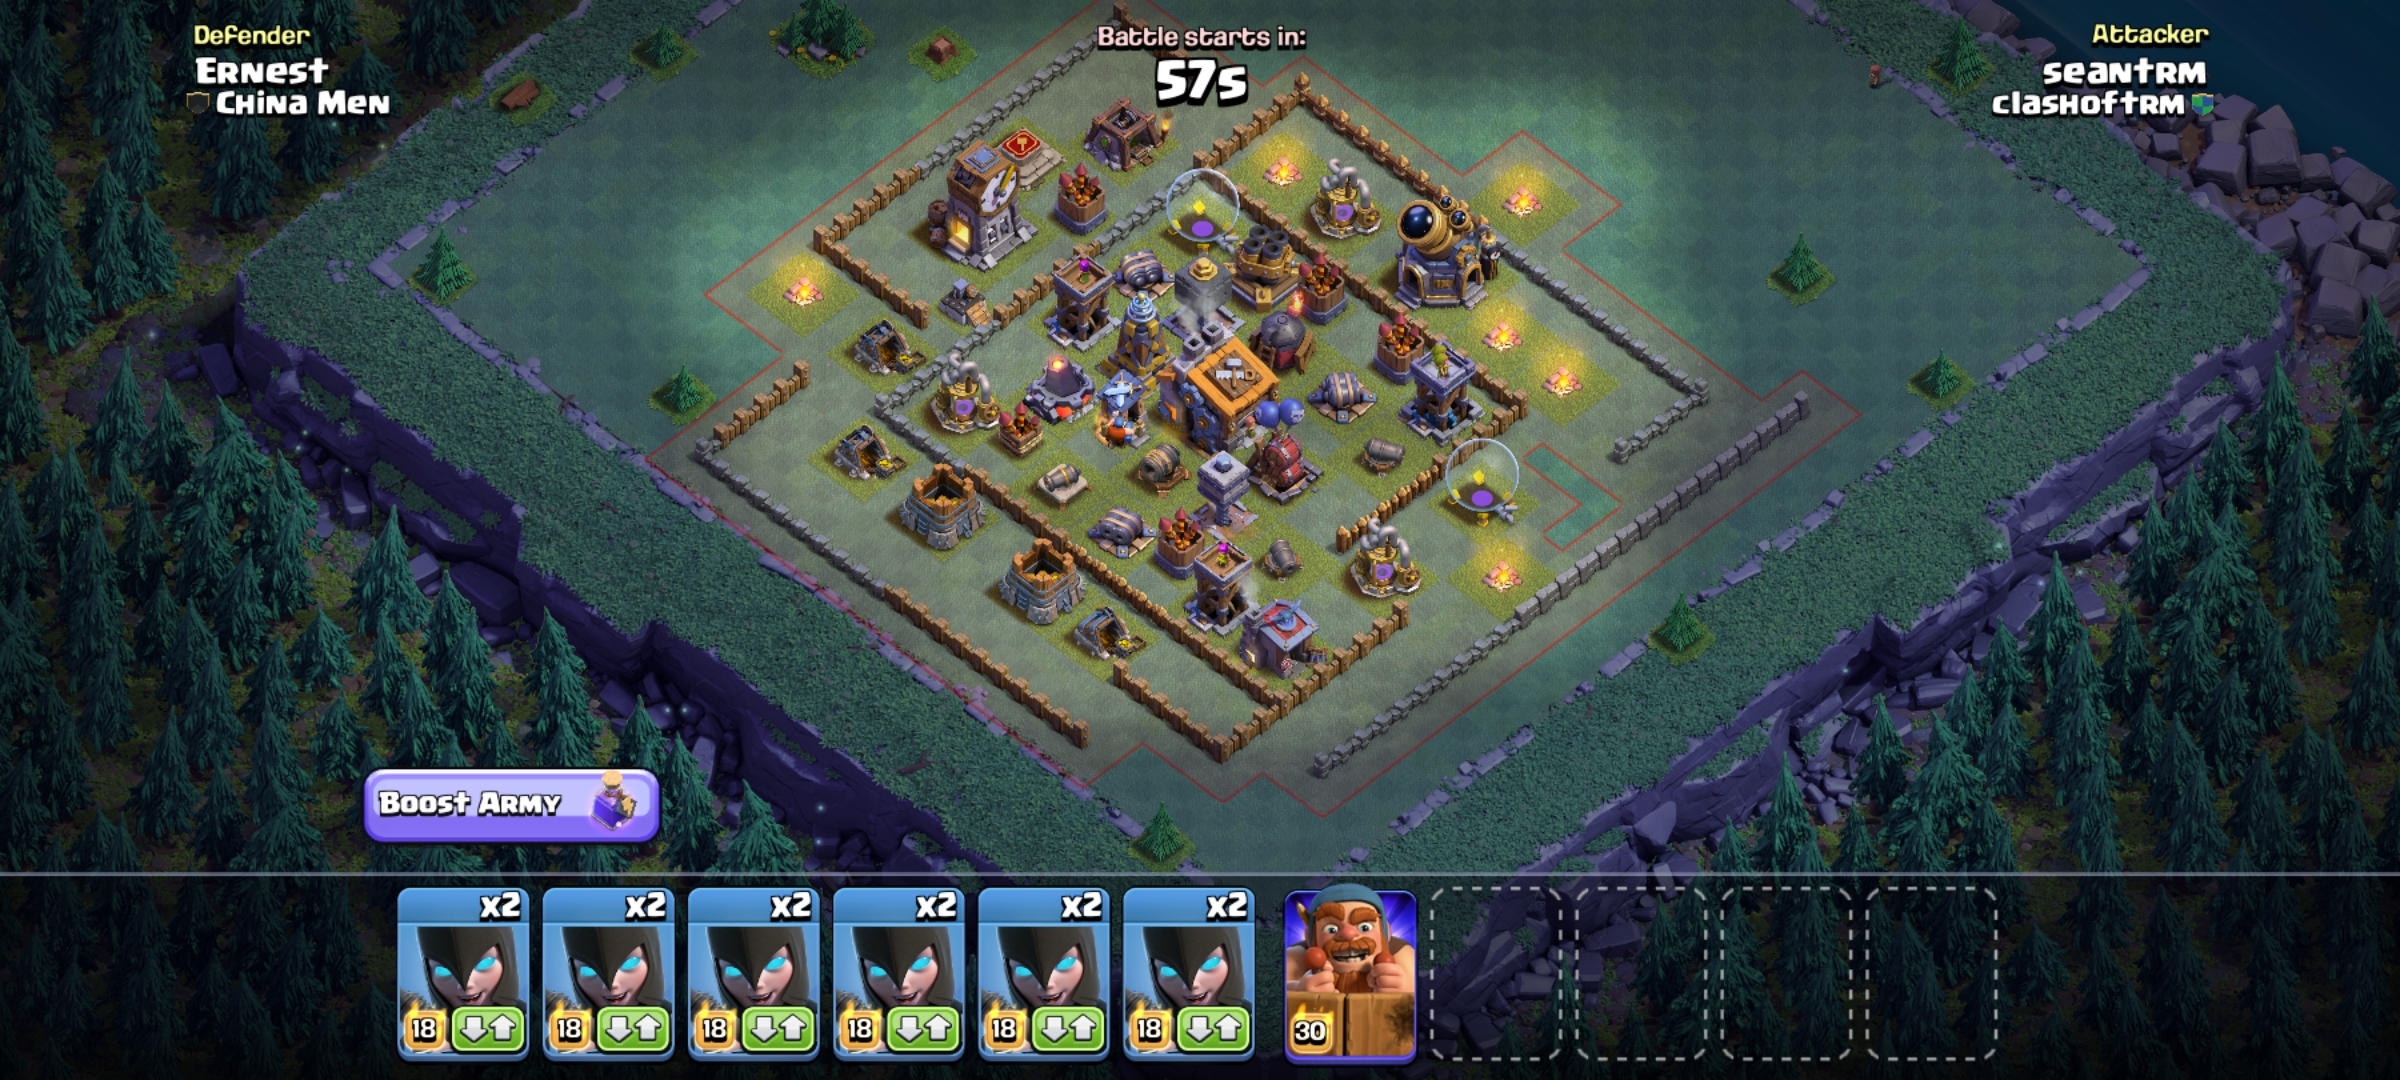 Defender
Ernest
China Men
Battle starts in:
57s
Attacker
seantRM
clashoftRM
Boost Army
x2 x2 x2 x2 x2 x2
18 18 18 18 18 18 30